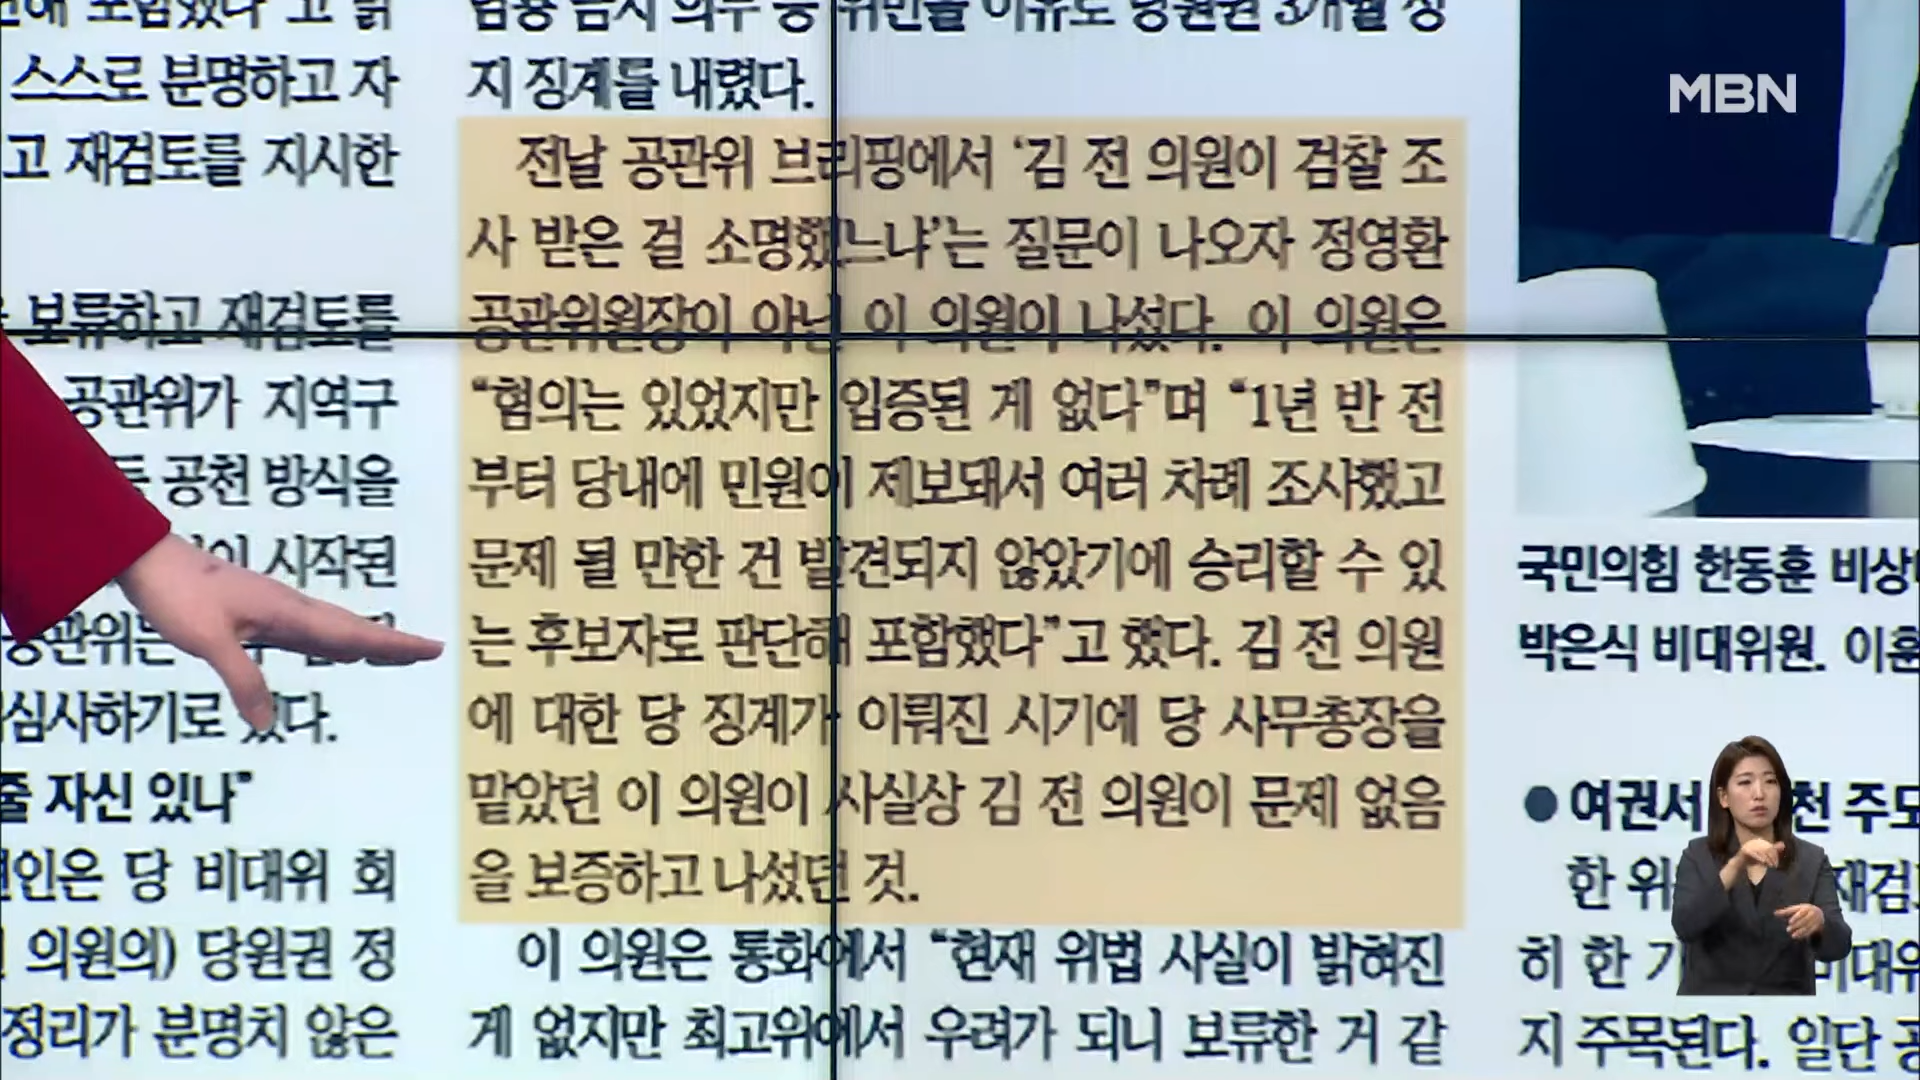 스스로 분명하고 자
고 재검토를 지시한
보류하고 재검토를
공관위가 지역구
공천 방식을
시작된
심사하기로 했다.
줄 자신 있나”
당 비대위 회
의원의) 당원권 정
정리가 분명치 않은
위반을 이유로 당원권 3개월 정
지 징계를 내렸다.
전날 공관위 브리핑에서 ‘김 전 의원이 검찰 조
사 받은 걸 소명했느냐’는 질문이 나오자 정영환
공관위원장이 아닌 이 의원이 나섰다. 이 의원은
“혐의는 있었지만 입증된 게 없다”며 “1년 반 전
부터 당내에 민원이 제보돼서 여러 차례 조사했고
문제 될 만한 건 발견되지 않았기에 승리할 수 있
는 후보자로 판단해 포함했다”고 했다. 김 전 의원
에 대한 당 징계가 이뤄진 시기에 당 사무총장을
맡았던 이 의원이 사실상 김 전 의원이 문제 없음
을 보증하고 나섰던 것.
이 의원은 통화에서 “현재 위법 사실이 밝혀진
게 없지만 최고위에서 우려가 되니 보류한 거 같
MBN
국민의힘 한동훈
박은식 비대위원.
● 여권서
한
히 한
지 주목된다. 일단